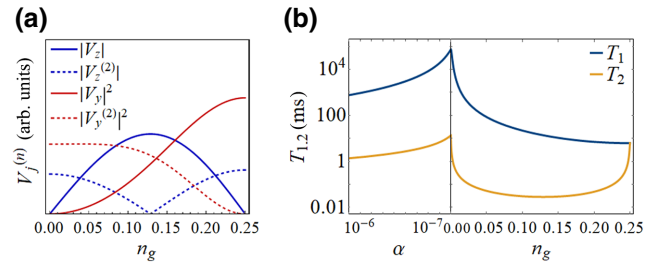 (a)
V_j^(n) (arb. units)
|V_z|
|V_z^(2)|
|V_y|^2
|V_y^(2)|^2
0.00 0.05 0.10 0.15 0.20 0.25
n_g
(b)
T_1,2 (ms)
10^4
100
1
0.01
T_1
T_2
10^-6 10^-7 0.00 0.05 0.10 0.15 0.20 0.25
α n_g